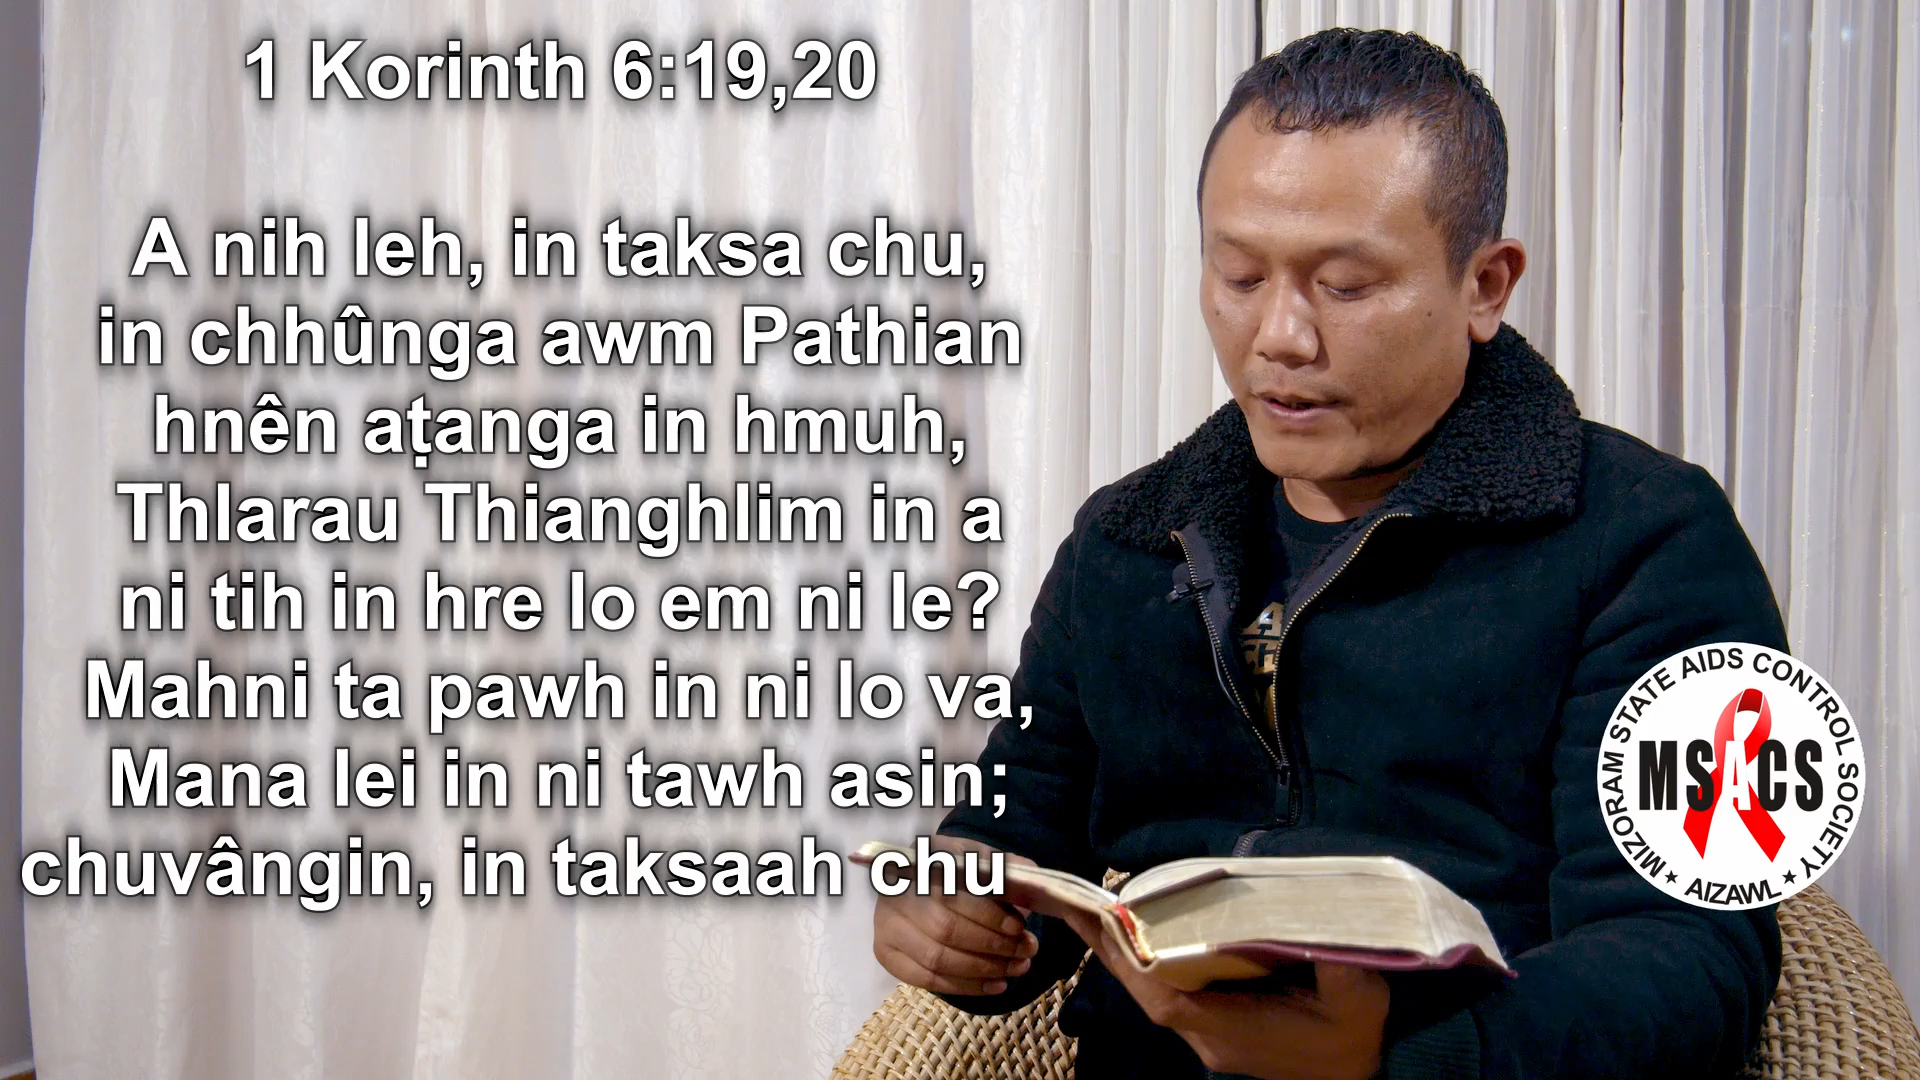 1 Korinth 6:19,20
A nih leh, in taksa chu,
in chhûnga awm Pathian
hnên aṭanga in hmuh,
Thlarau Thianghlim in a
ni tih in hre lo em ni le?
Mahni ta pawh in ni lo va,
Mana lei in ni tawh asin;
chuvângin, in taksaah chu
MIZORAM STATE AIDS CONTROL SOCIETY
MSACS
★ AIZAWL ★